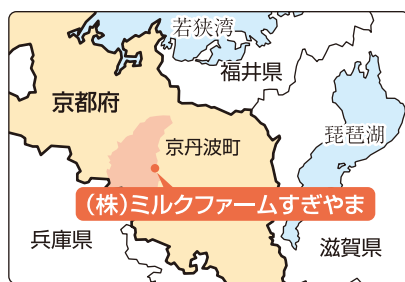 若狭湾
福井県
京都府
京丹波町
琵琶湖
(株)ミルクファームすぎやま
兵庫県
滋賀県